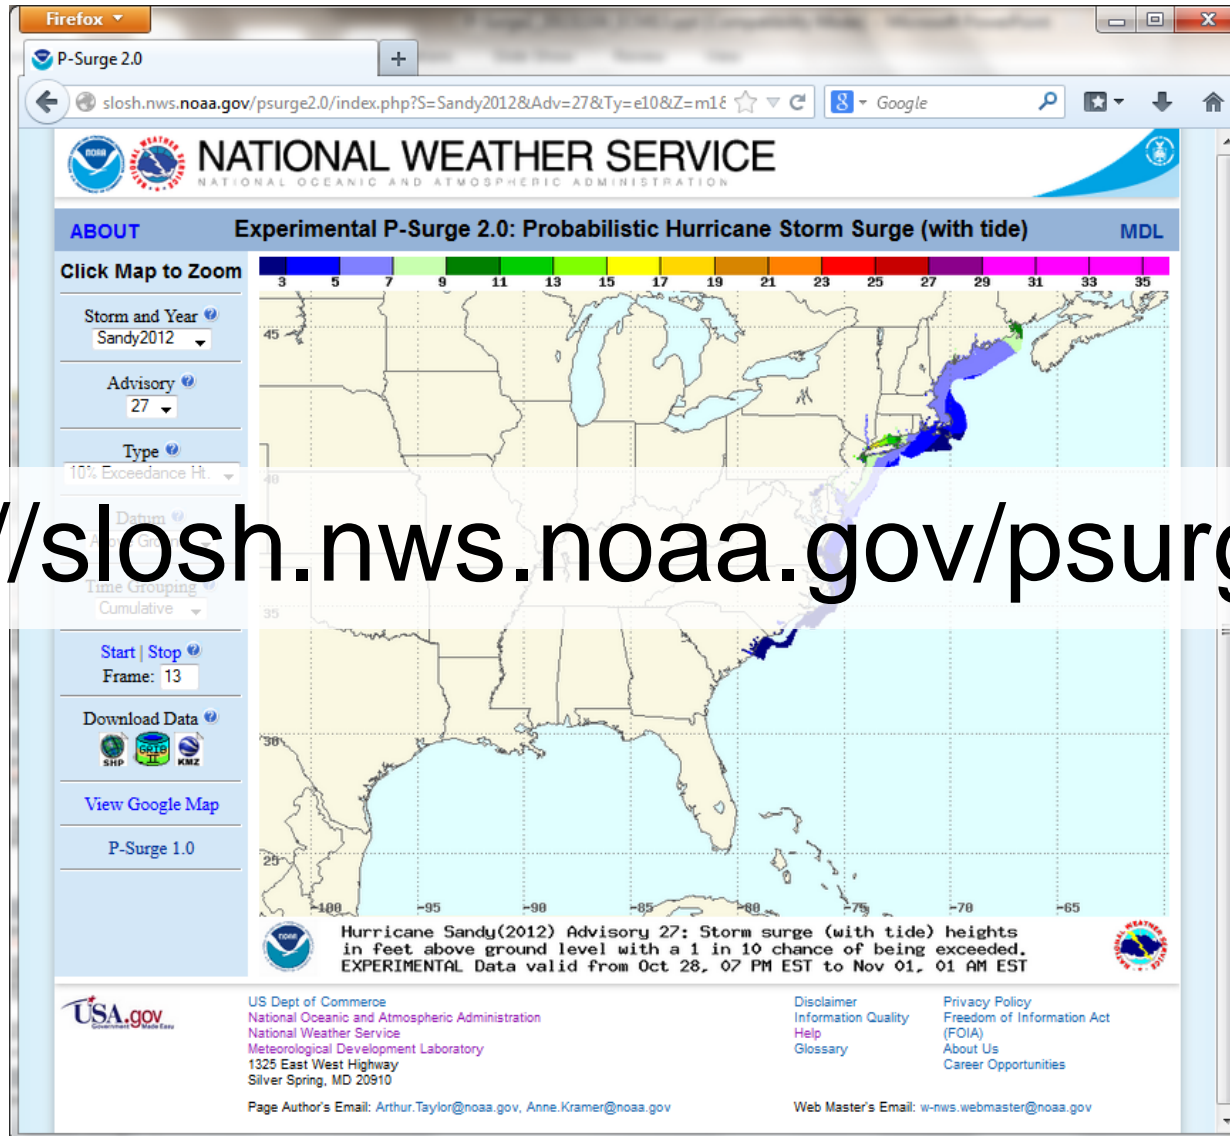 Firefox
P-Surge 2.0
+
slosh.nws.noaa.gov/psurge2.0/index.php?S=Sandy2012&Adv=27&Ty=e10&Z=m1
Google
NATIONAL WEATHER SERVICE
NATIONAL OCEANIC AND ATMOSPHERIC ADMINISTRATION
ABOUT
Experimental P-Surge 2.0: Probabilistic Hurricane Storm Surge (with tide)
MDL
Click Map to Zoom
3 5 7 9 11 13 15 17 19 21 23 25 27 29 31 33 35
Storm and Year
Sandy2012
Advisory
27
Type
10% Exceedance Ht.
Datum
Above Ground
//slosh.nws.noaa.gov/psurg
Time Grouping
Cumulative
Start | Stop
Frame: 13
Download Data
SHP GRIB II KMZ
View Google Map
P-Surge 1.0
45
40
35
30
25
-100 -95 -90 -85 -80 -75 -70 -65
Hurricane Sandy(2012) Advisory 27: Storm surge (with tide) heights
in feet above ground level with a 1 in 10 chance of being exceeded.
EXPERIMENTAL Data valid from Oct 28, 07 PM EST to Nov 01, 01 AM EST
USA.gov
Government Made Easy
US Dept of Commerce
National Oceanic and Atmospheric Administration
National Weather Service
Meteorological Development Laboratory
1325 East West Highway
Silver Spring, MD 20910
Page Author's Email: Arthur.Taylor@noaa.gov, Anne.Kramer@noaa.gov
Disclaimer
Information Quality
Help
Glossary
Privacy Policy
Freedom of Information Act
(FOIA)
About Us
Career Opportunities
Web Master's Email: w-nws.webmaster@noaa.gov